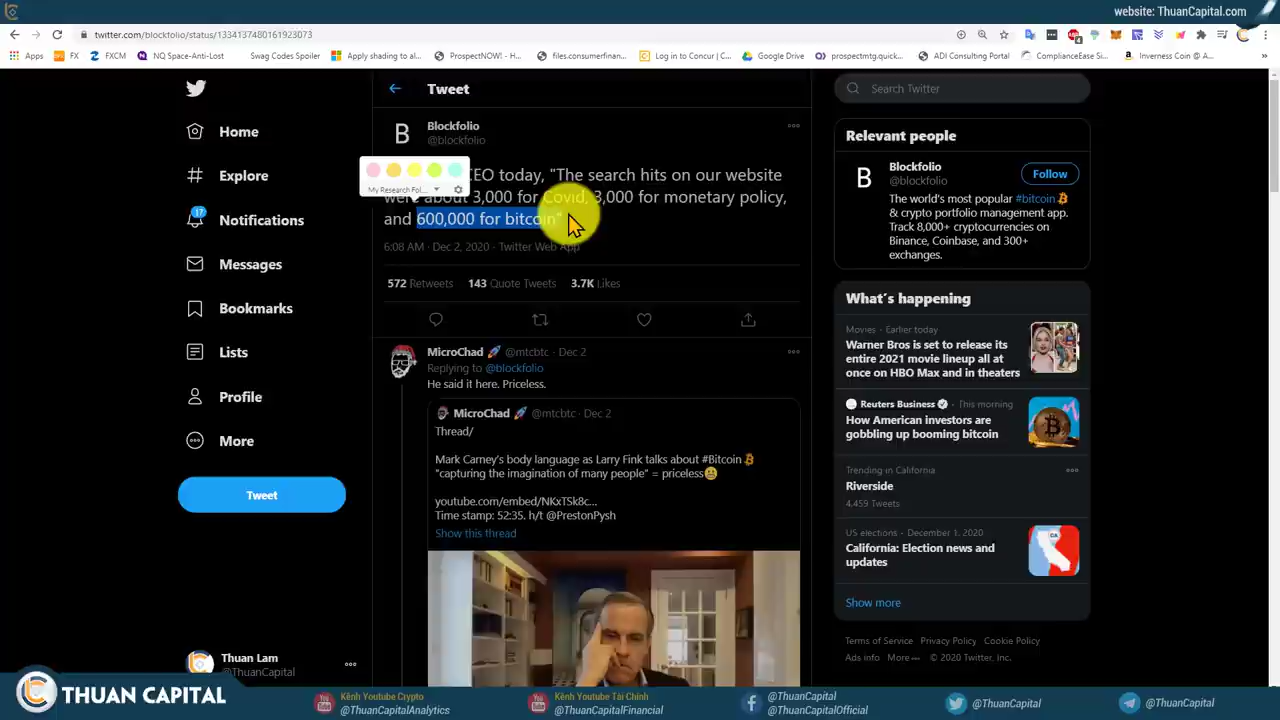 website: ThuanCapital.com
twitter.com/blockfolio/status/1334137480161923073
Apps
FX
FXCM
NQ Space-Anti-Lost
Swag Codes Spoiler
Apply shading to al...
ProspectNOW! - Ho...
files.consumerfinan...
Log in to Concur | C...
Google Drive
prospectmtg.quick...
ADI Consulting Portal
ComplianceEase Si...
Inverness Coin @ A...
Home
Explore
17
Notifications
Messages
Bookmarks
Lists
Profile
More
Tweet
Thuan Lam
@ThuanCapital
Tweet
B
Blockfolio
@blockfolio
My Research Fol...
CEO today, "The search hits on our website
were about 3,000 for Covid, 3,000 for monetary policy,
and 600,000 for bitcoin"
6:08 AM · Dec 2, 2020 · Twitter Web App
572 Retweets 143 Quote Tweets 3.7K Likes
MicroChad 🚀 @mtcbtc · Dec 2
Replying to @blockfolio
He said it here. Priceless.
MicroChad 🚀 @mtcbtc · Dec 2
Thread/
Mark Carney's body language as Larry Fink talks about #Bitcoin
"capturing the imagination of many people" = priceless
youtube.com/embed/NKxTSk8c...
Time stamp: 52:35. h/t @PrestonPysh
Show this thread
Search Twitter
Relevant people
B
Blockfolio
@blockfolio
Follow
The world's most popular #bitcoin
& crypto portfolio management app.
Track 8,000+ cryptocurrencies on
Binance, Coinbase, and 300+
exchanges.
What's happening
Movies · Earlier today
Warner Bros is set to release its
entire 2021 movie lineup all at
once on HBO Max and in theaters
Reuters Business · This morning
How American investors are
gobbling up booming bitcoin
Trending in California
Riverside
4,459 Tweets
US elections · December 1, 2020
California: Election news and
updates
CA
Show more
Terms of Service Privacy Policy Cookie Policy
Ads info More © 2020 Twitter, Inc.
THUAN CAPITAL
Kênh Youtube Crypto
@ThuanCapitalAnalytics
Kênh Youtube Tài Chính
@ThuanCapitalFinancial
@ThuanCapital
@ThuanCapitalOfficial
@ThuanCapital
@ThuanCapital